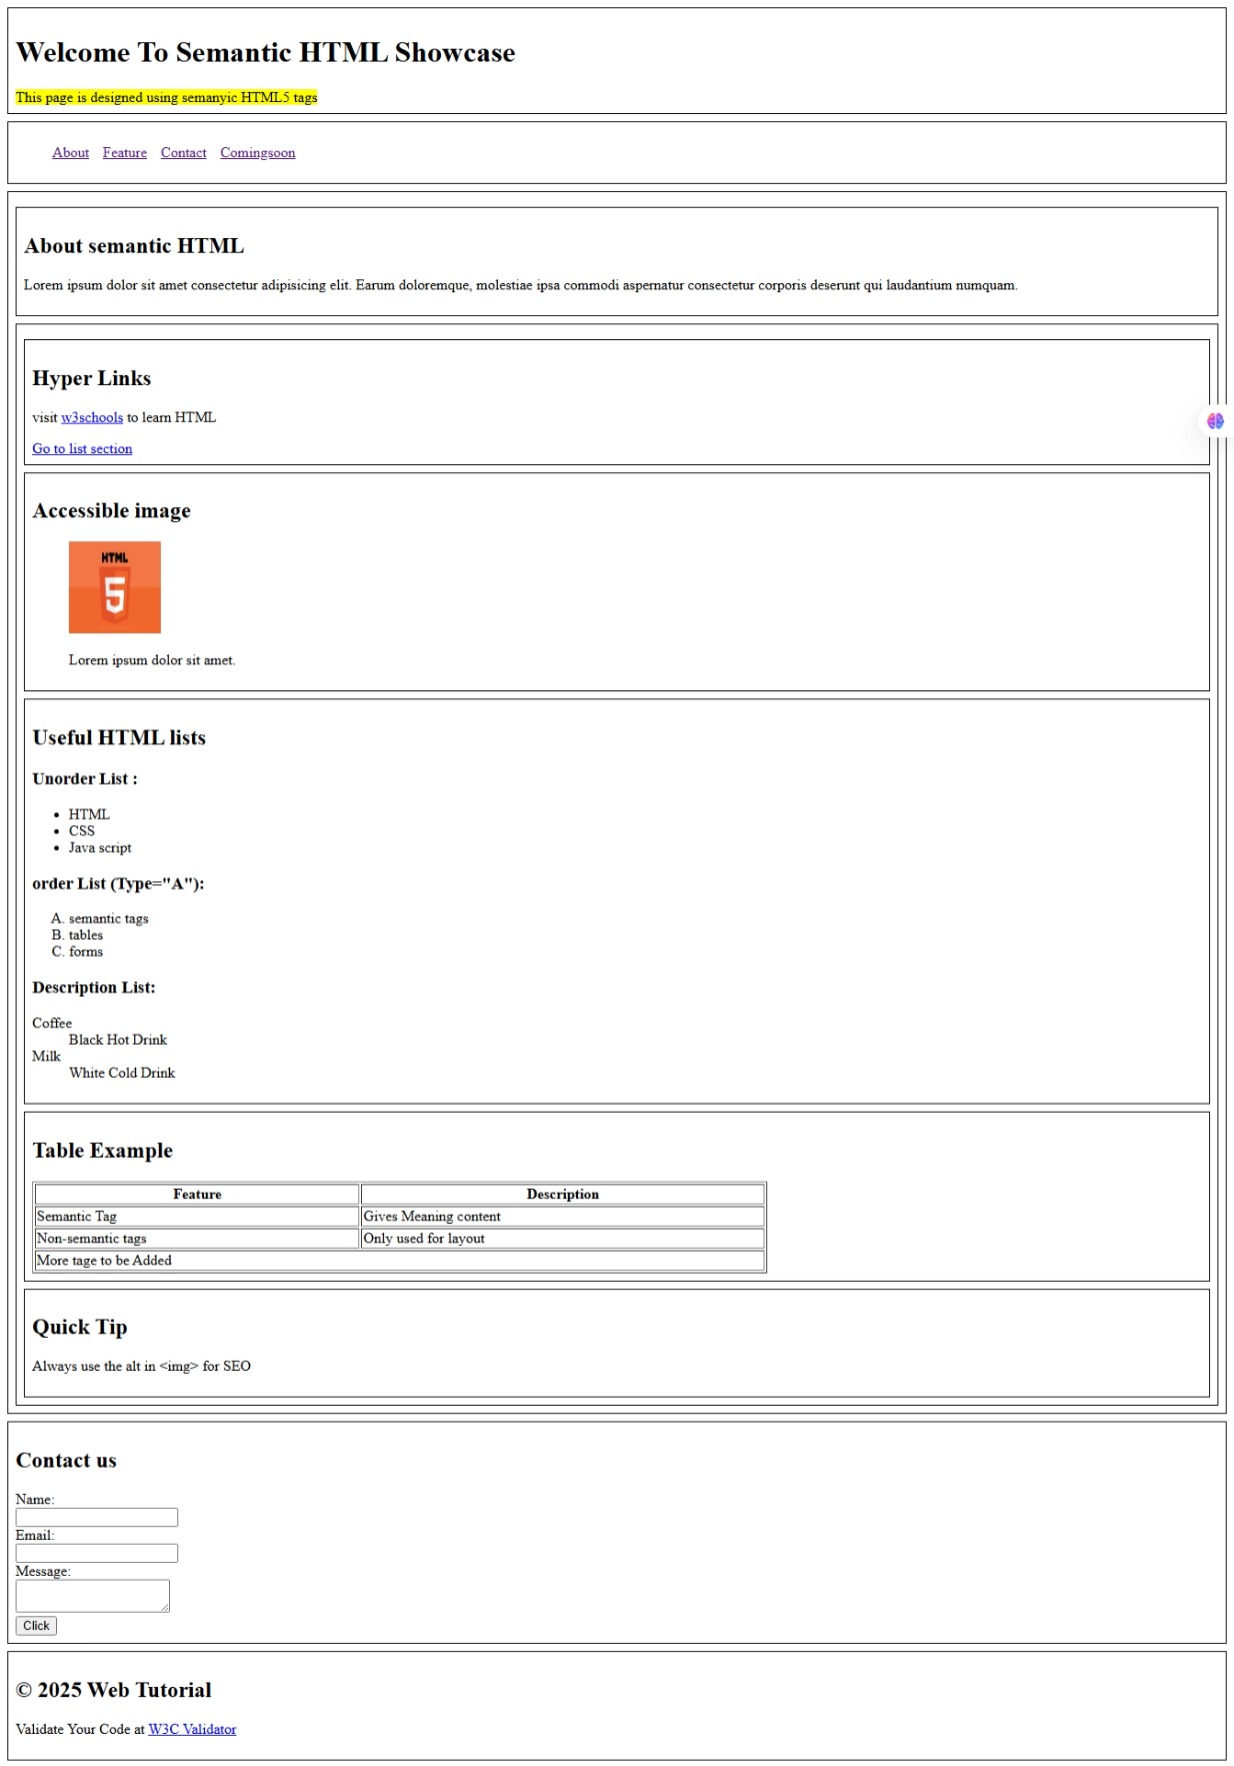 Welcome To Semantic HTML Showcase
This page is designed using semanyic HTML5 tags
About Feature Contact Comingsoon
About semantic HTML
Lorem ipsum dolor sit amet consectetur adipisicing elit. Earum doloremque, molestiae ipsa commodi aspernatur consectetur corporis deserunt qui laudantium numquam.
Hyper Links
visit w3schools to learn HTML
Go to list section
Accessible image
HTML
5
Lorem ipsum dolor sit amet.
Useful HTML lists
Unorder List :
• HTML
• CSS
• Java script
order List (Type="A"):
A. semantic tags
B. tables
C. forms
Description List:
Coffee
Black Hot Drink
Milk
White Cold Drink
Table Example
Feature Description
Semantic Tag Gives Meaning content
Non-semantic tags Only used for layout
More tage to be Added
Quick Tip
Always use the alt in <img> for SEO
Contact us
Name:
Email:
Message:
Click
© 2025 Web Tutorial
Validate Your Code at W3C Validator